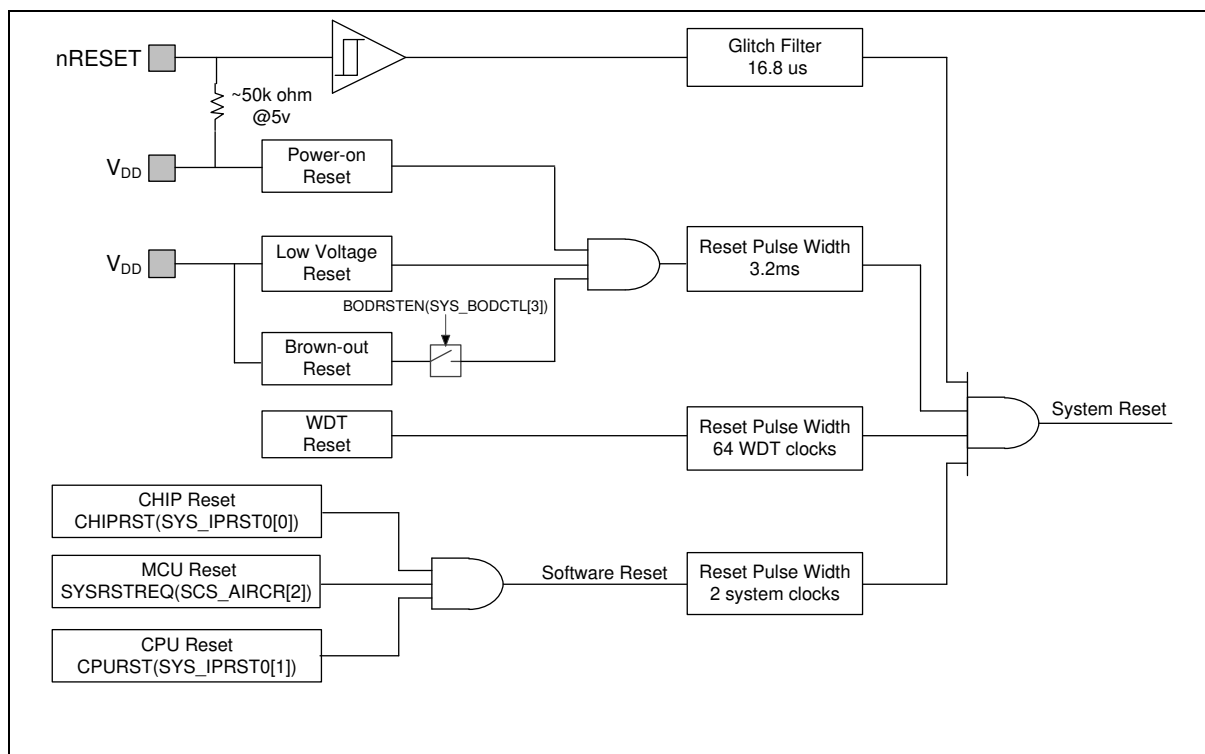 nRESET
~50k ohm
@5v
Glitch Filter
16.8 us
VDD
Power-on
Reset
VDD
Low Voltage
Reset
Reset Pulse Width
3.2ms
BODRSTEN(SYS_BODCTL[3])
Brown-out
Reset
WDT
Reset
Reset Pulse Width
64 WDT clocks
System Reset
CHIP Reset
CHIPRST(SYS_IPRST0[0])
MCU Reset
SYSRSTREQ(SCS_AIRCR[2])
Software Reset
Reset Pulse Width
2 system clocks
CPU Reset
CPURST(SYS_IPRST0[1])